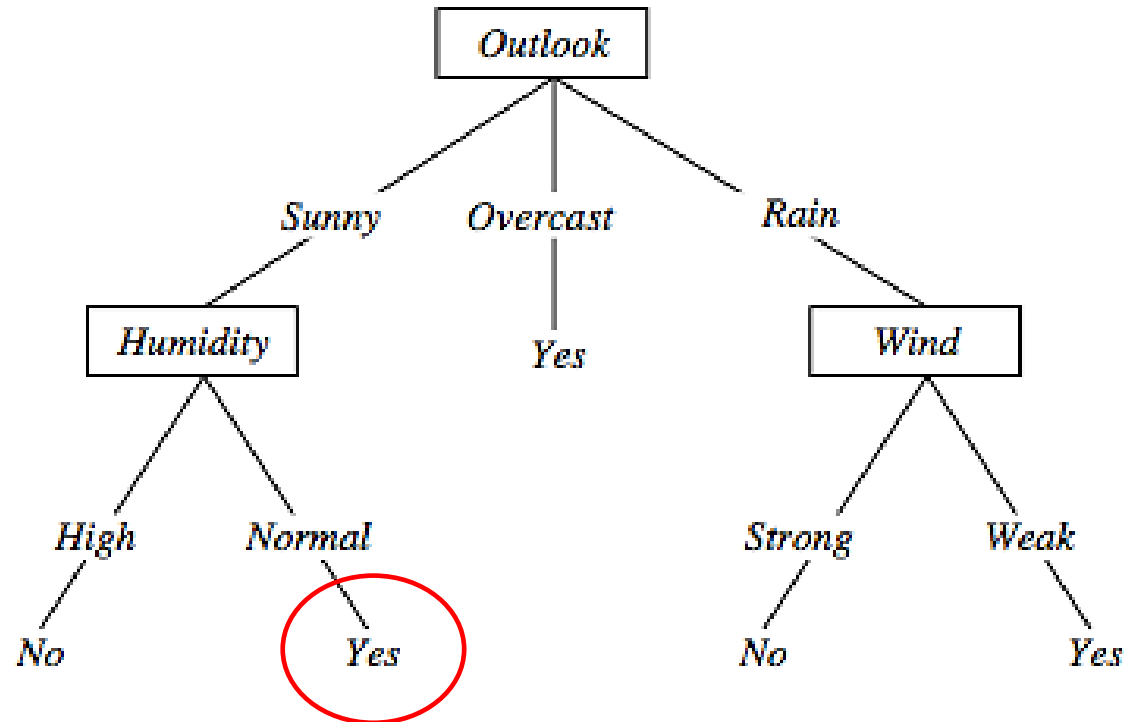 Outlook
Sunny Overcast Rain
Humidity Yes Wind
High Normal Strong Weak
No Yes No Yes